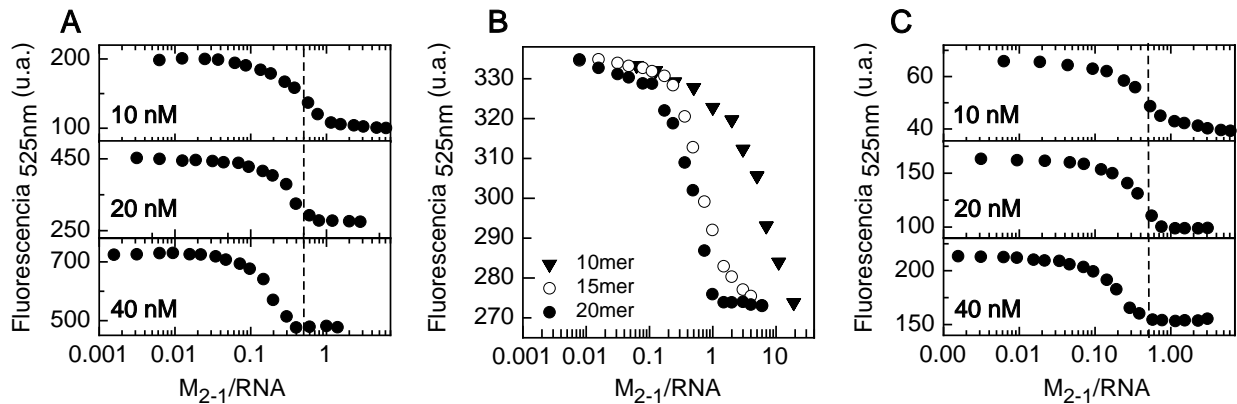 A
Fluorescencia 525nm (u.a.)
200
100
10 nM
450
250
20 nM
700
500
40 nM
0.001 0.01 0.1 1
M2-1/RNA
B
Fluorescencia 525nm (u.a.)
330
320
310
300
290
280
270
10mer
15mer
20mer
0.001 0.01 0.1 1 10
M2-1/RNA
C
Fluorescencia 525nm (u.a.)
60
40
10 nM
150
100
20 nM
200
150
40 nM
0.00 0.01 0.10 1.00
M2-1/RNA